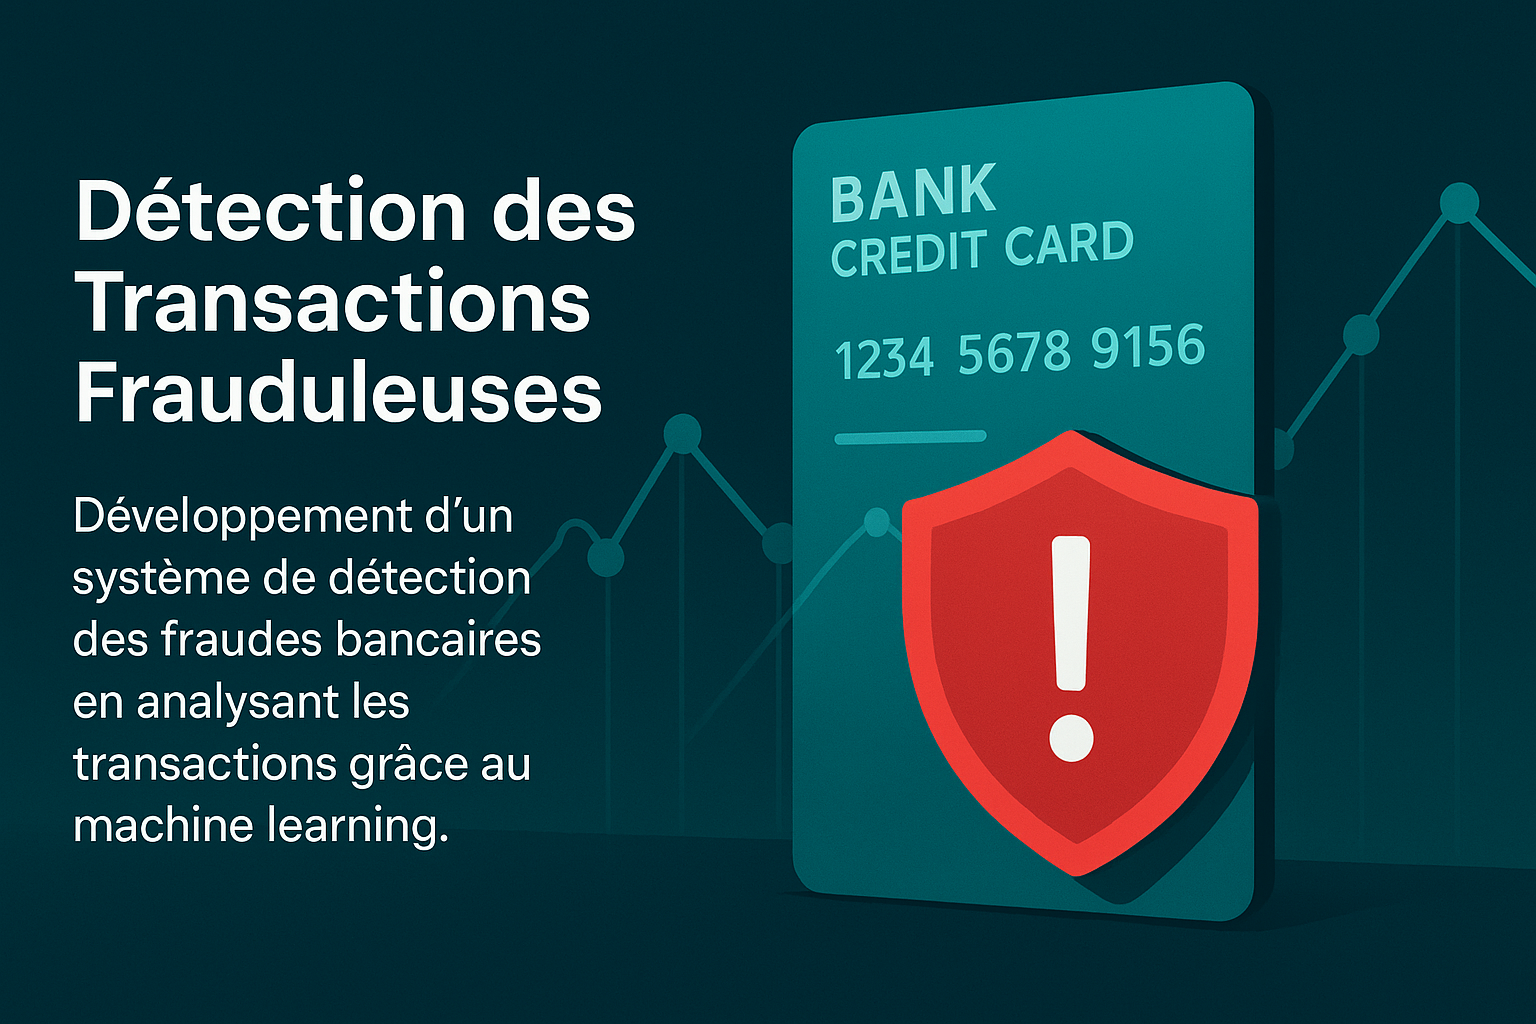 Détection des
Transactions
Frauduleuses
Développement d’un
système de détection
des fraudes bancaires
en analysant les
transactions grâce au
machine learning.
BANK
CREDIT CARD
1234 5678 9156
!